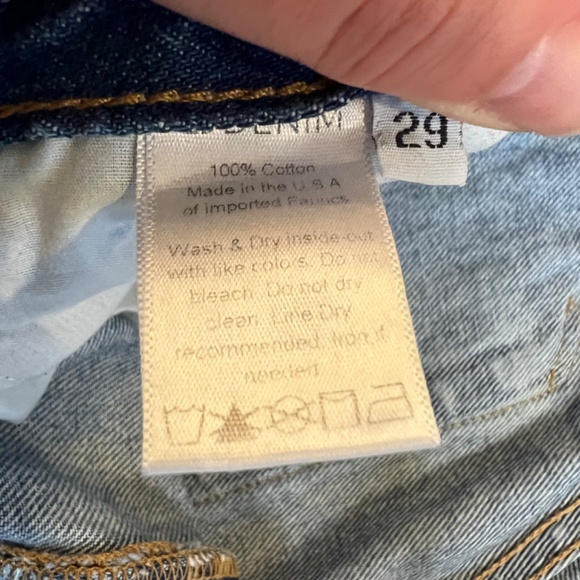 DENIM
29
100% Cotton
Made in the U S A
of imported Fabrics
Wash & Dry inside-out
with like colors. Do not
bleach. Do not dry
clean. Line Dry
recommended. Iron if
needed.